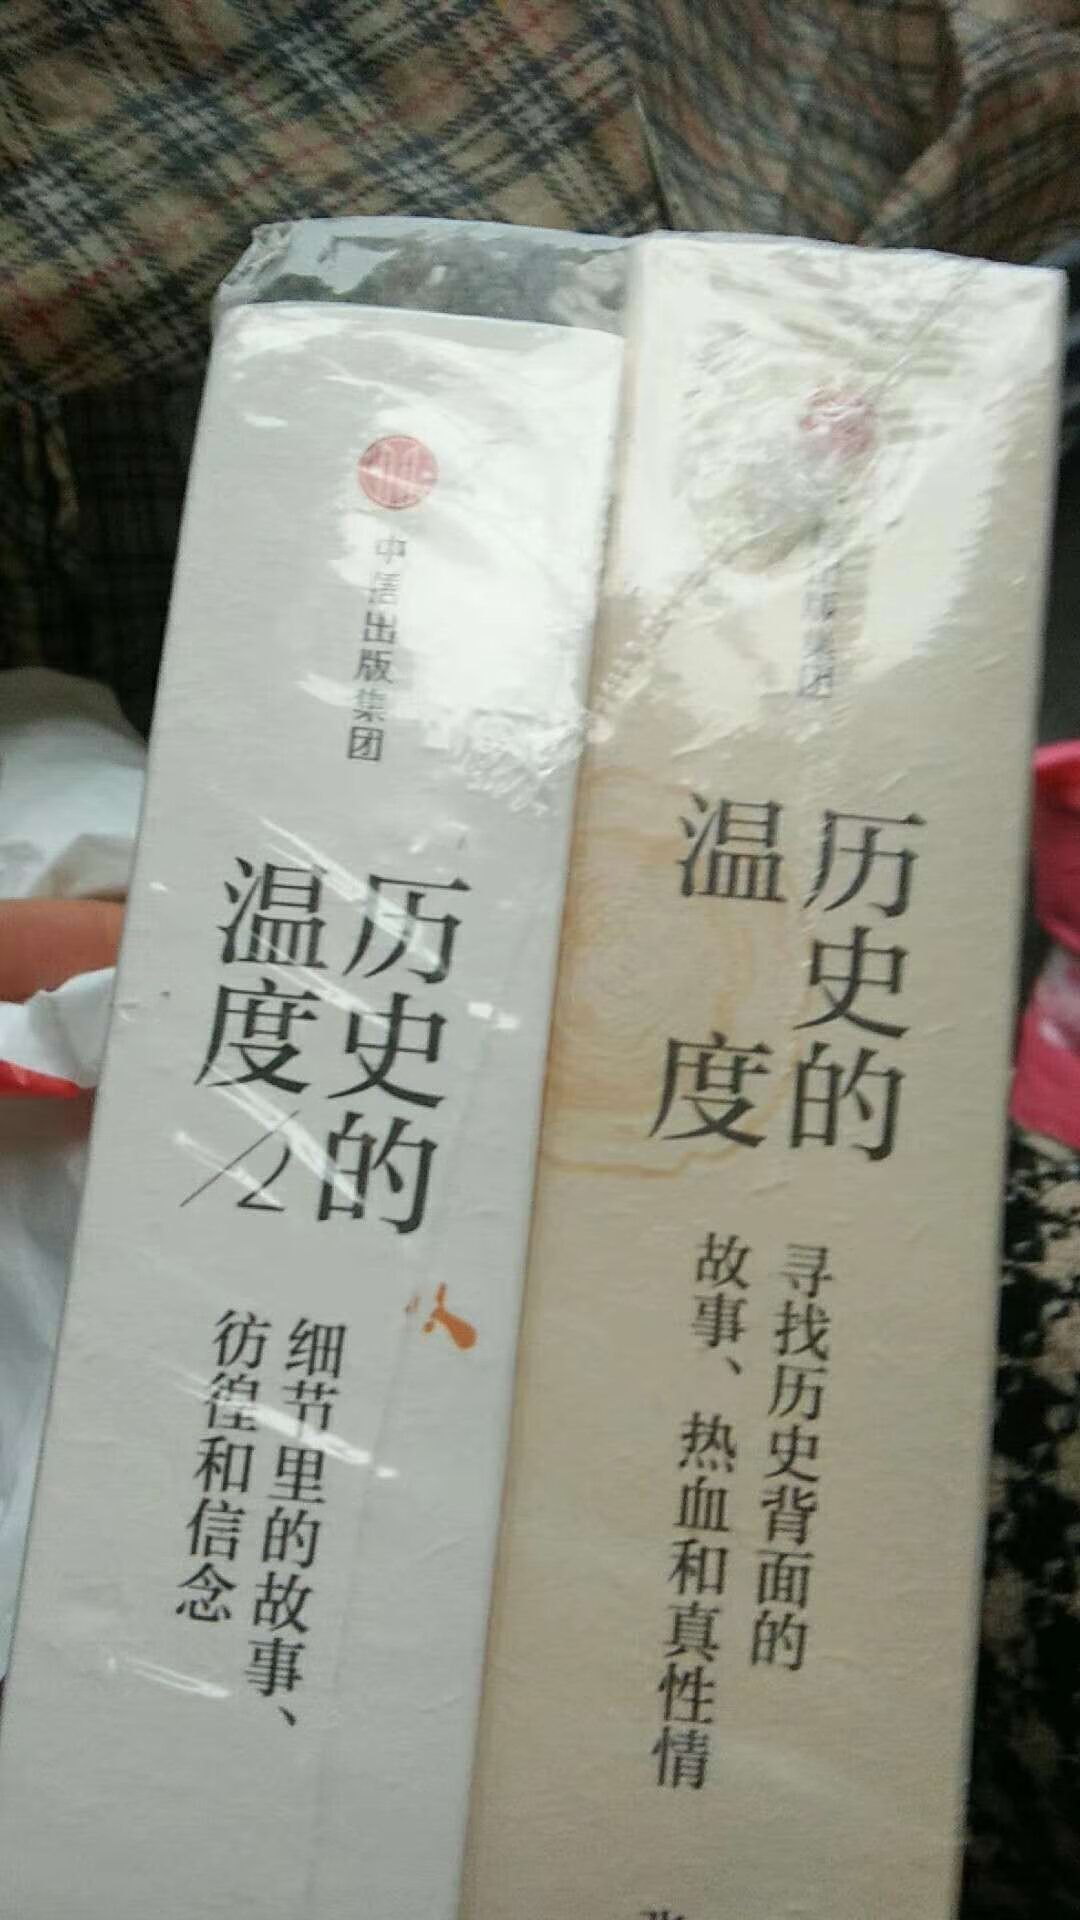 中信出版集团
历史的
温度/2
细节里的故事、
彷徨和信念
版集团
历史的
温度
寻找历史背面的
故事、热血和真性情